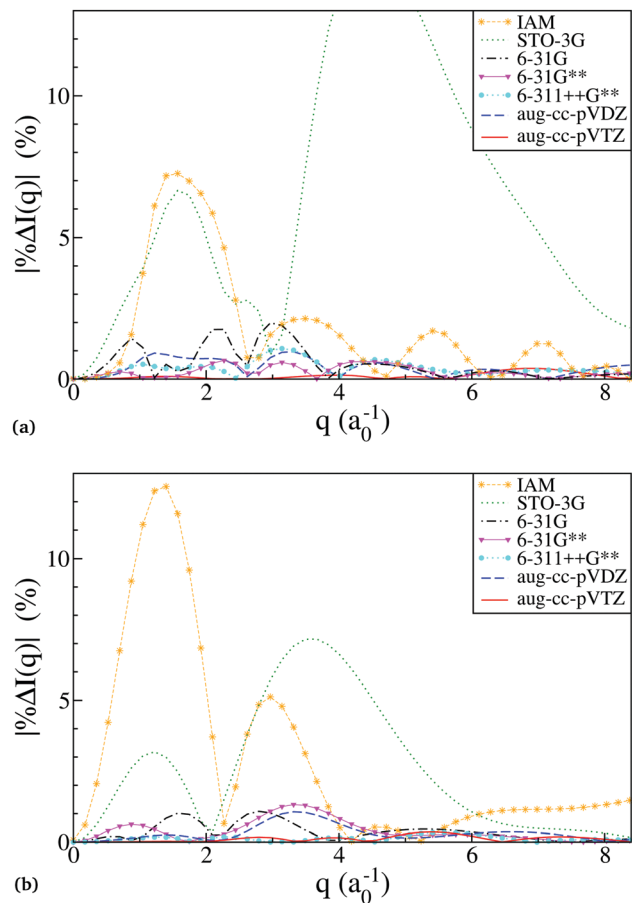 IAM
STO-3G
6-31G
6-31G**
6-311++G**
aug-cc-pVDZ
aug-cc-pVTZ
|%ΔI(q)| (%)
10
5
0
0 2 4 6 8
q (a₀⁻¹)
(a)
IAM
STO-3G
6-31G
6-31G**
6-311++G**
aug-cc-pVDZ
aug-cc-pVTZ
|%ΔI(q)| (%)
10
5
0
0 2 4 6 8
q (a₀⁻¹)
(b)